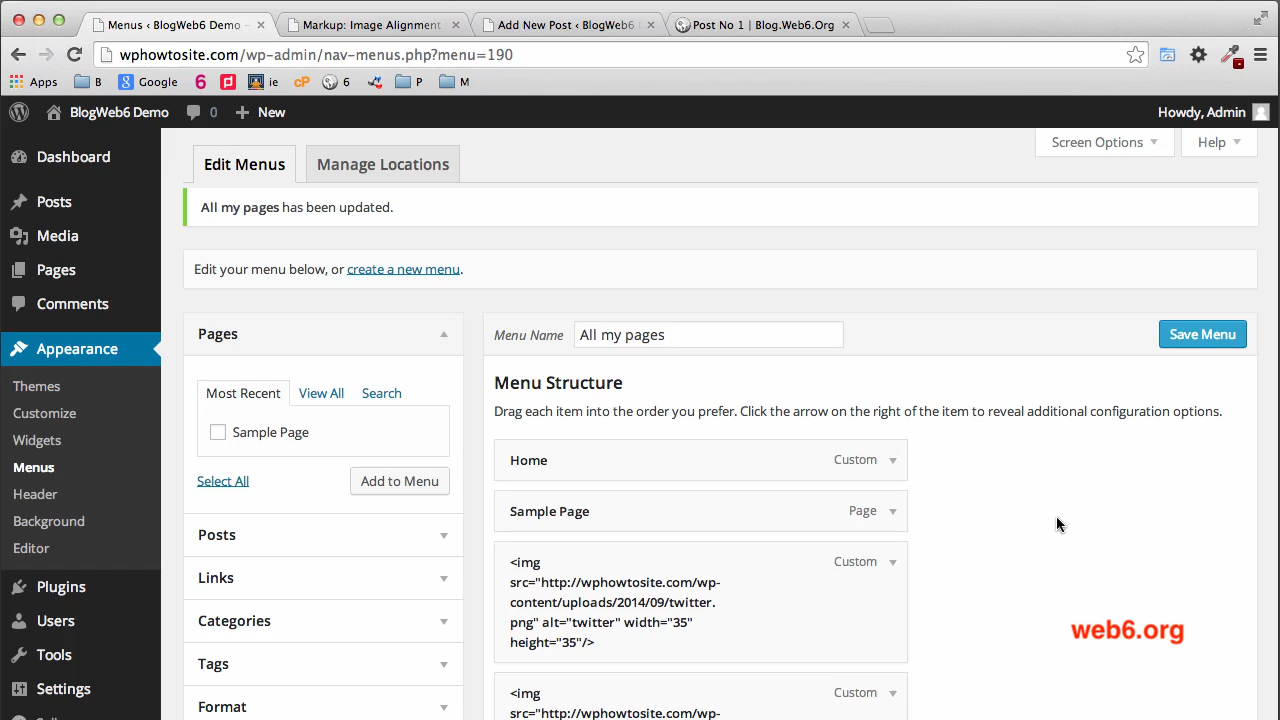 Menus ‹ BlogWeb6 Demo –
Markup: Image Alignment
Add New Post ‹ BlogWeb6
Post No 1 | Blog.Web6.Org
wphowtosite.com/wp-admin/nav-menus.php?menu=190
Apps
B
Google
6
ie
cP
6
P
M
BlogWeb6 Demo
0
New
Howdy, Admin
Dashboard
Posts
Media
Pages
Comments
Appearance
Themes
Customize
Widgets
Menus
Header
Background
Editor
Plugins
Users
Tools
Settings
Screen Options
Help
Edit Menus
Manage Locations
All my pages has been updated.
Edit your menu below, or create a new menu.
Pages
Most Recent
View All
Search
Sample Page
Select All
Add to Menu
Posts
Links
Categories
Tags
Format
Menu Name
All my pages
Save Menu
Menu Structure
Drag each item into the order you prefer. Click the arrow on the right of the item to reveal additional configuration options.
Home
Custom
Sample Page
Page
<img
Custom
src="http://wphowtosite.com/wp-
content/uploads/2014/09/twitter.
png" alt="twitter" width="35"
height="35"/>
<img
Custom
src="http://wphowtosite.com/wp-
web6.org